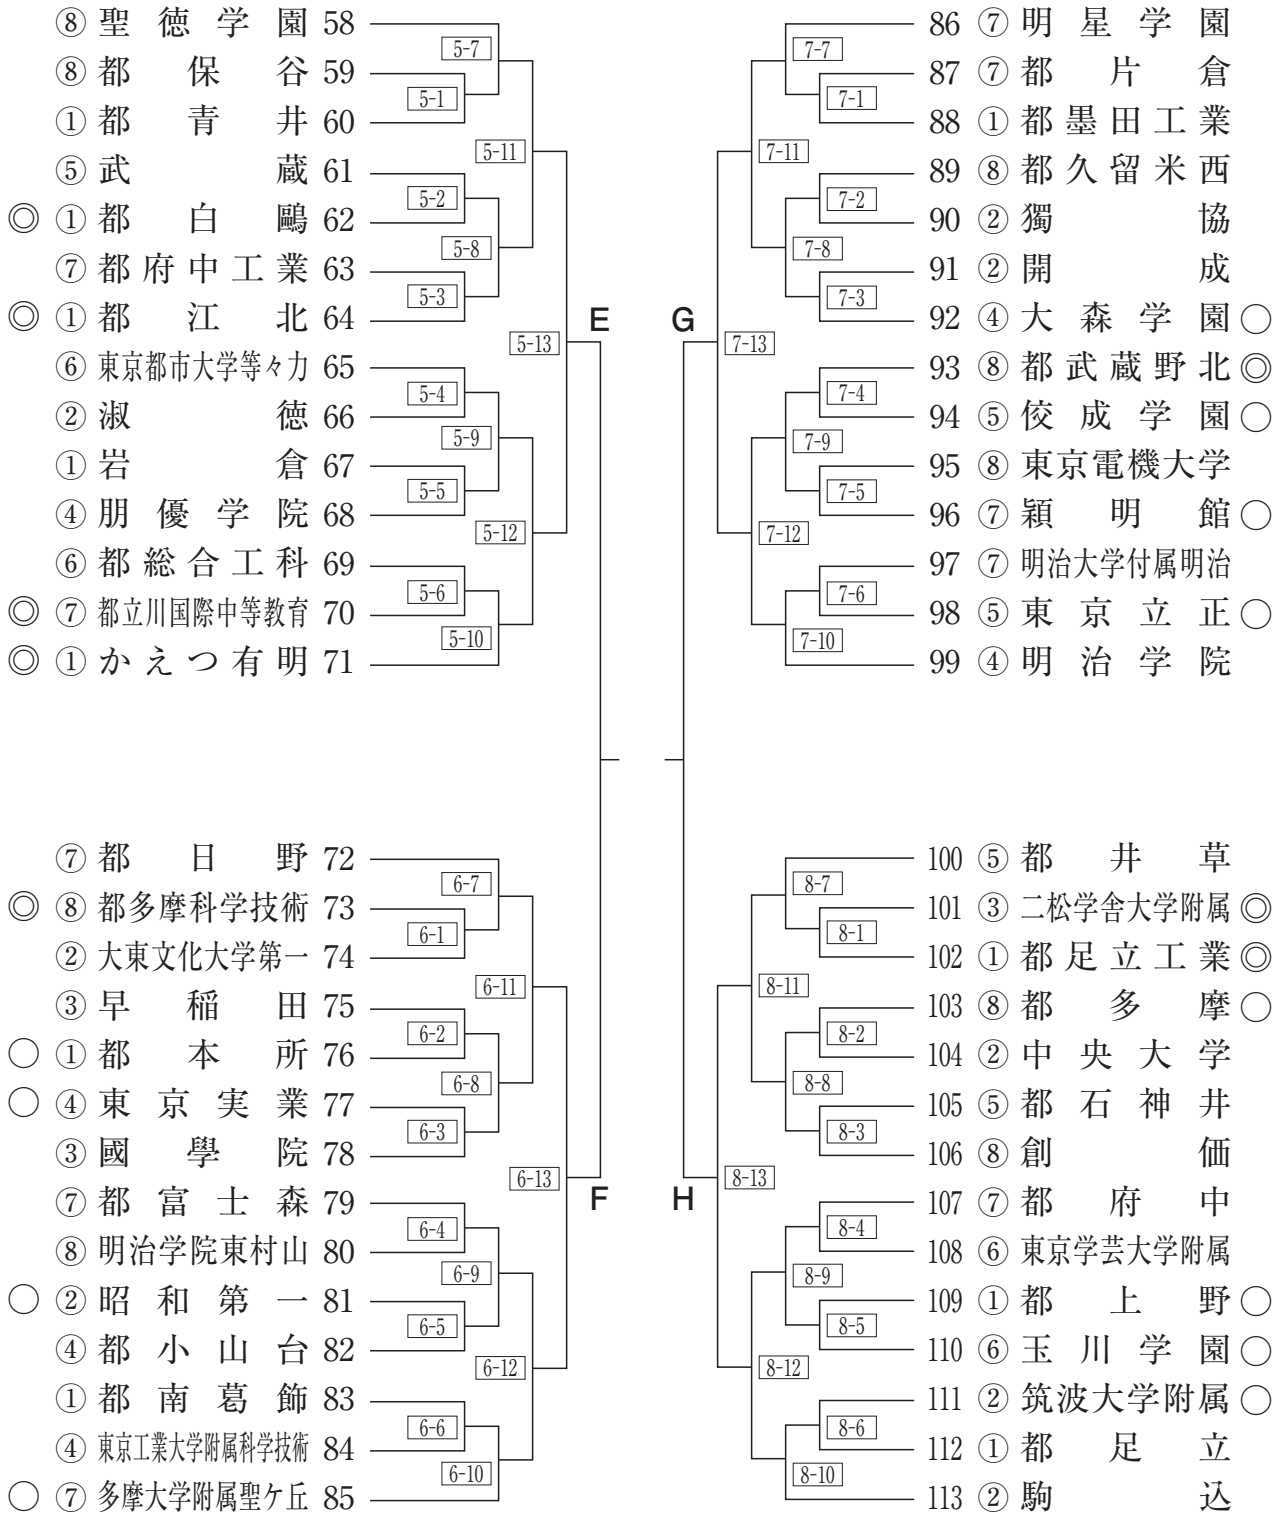 ⑧ 聖徳学園 58
5-7
⑧ 都保谷 59
5-1
① 都青井 60
5-11
⑤ 武蔵 61
5-2
◎ ① 都白鷗 62
5-8
⑦ 都府中工業 63
5-3
◎ ① 都江北 64
5-13
E
⑥ 東京都市大学等々力 65
5-4
② 淑徳 66
5-9
① 岩倉 67
5-5
④ 朋優学院 68
5-12
⑥ 都総合工科 69
5-6
◎ ⑦ 都立川国際中等教育 70
5-10
◎ ① かえつ有明 71
⑦ 都日野 72
6-7
◎ ⑧ 都多摩科学技術 73
6-1
② 大東文化大学第一 74
6-11
③ 早稲田 75
6-2
○ ① 都本所 76
6-8
○ ④ 東京実業 77
6-3
③ 國學院 78
6-13
F
⑦ 都富士森 79
6-4
⑧ 明治学院東村山 80
6-9
○ ② 昭和第一 81
6-5
④ 都小山台 82
6-12
① 都南葛飾 83
6-6
④ 東京工業大学附属科学技術 84
6-10
○ ⑦ 多摩大学附属聖ケ丘 85
86 ⑦ 明星学園
7-7
87 ⑦ 都片倉
7-1
88 ① 都墨田工業
7-11
89 ⑧ 都久留米西
7-2
90 ② 獨協
7-8
91 ② 開成
7-3
92 ④ 大森学園 ○
G
7-13
93 ⑧ 都武蔵野北 ◎
7-4
94 ⑤ 佼成学園 ○
7-9
95 ⑧ 東京電機大学
7-5
96 ⑦ 穎明館 ○
7-12
97 ⑦ 明治大学付属明治
7-6
98 ⑤ 東京立正 ○
7-10
99 ④ 明治学院
100 ⑤ 都井草
8-7
101 ③ 二松学舎大学附属 ◎
8-1
102 ① 都足立工業 ◎
8-11
103 ⑧ 都多摩 ○
8-2
104 ② 中央大学
8-8
105 ⑤ 都石神井
8-3
106 ⑧ 創価
H
8-13
107 ⑦ 都府中
8-4
108 ⑥ 東京学芸大学附属
8-9
109 ① 都上野 ○
8-5
110 ⑥ 玉川学園 ○
8-12
111 ② 筑波大学附属 ○
8-6
112 ① 都足立
8-10
113 ② 駒込